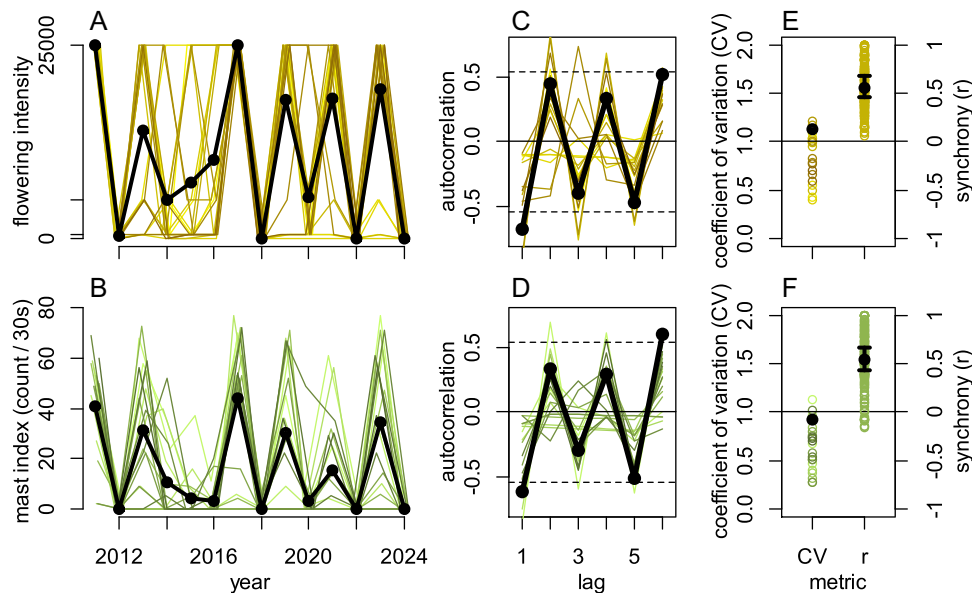 A
flowering intensity
25000
0
B
mast index (count / 30s)
80
60
40
20
0
2012
2016
2020
2024
year
C
autocorrelation
0.5
0.0
-0.5
D
autocorrelation
0.5
0.0
-0.5
1
3
5
lag
E
coefficient of variation (CV)
2.0
1.5
1.0
0.5
0.0
1
0.5
0
-0.5
-1
synchrony (r)
F
coefficient of variation (CV)
2.0
1.5
1.0
0.5
0.0
1
0.5
0
-0.5
-1
synchrony (r)
CV
r
metric